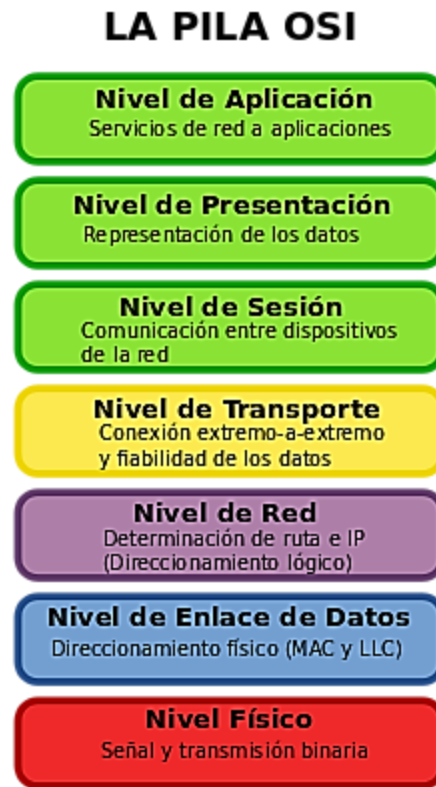 LA PILA OSI
Nivel de Aplicación
Servicios de red a aplicaciones
Nivel de Presentación
Representación de los datos
Nivel de Sesión
Comunicación entre dispositivos
de la red
Nivel de Transporte
Conexión extremo-a-extremo
y fiabilidad de los datos
Nivel de Red
Determinación de ruta e IP
(Direccionamiento lógico)
Nivel de Enlace de Datos
Direccionamiento físico (MAC y LLC)
Nivel Físico
Señal y transmisión binaria